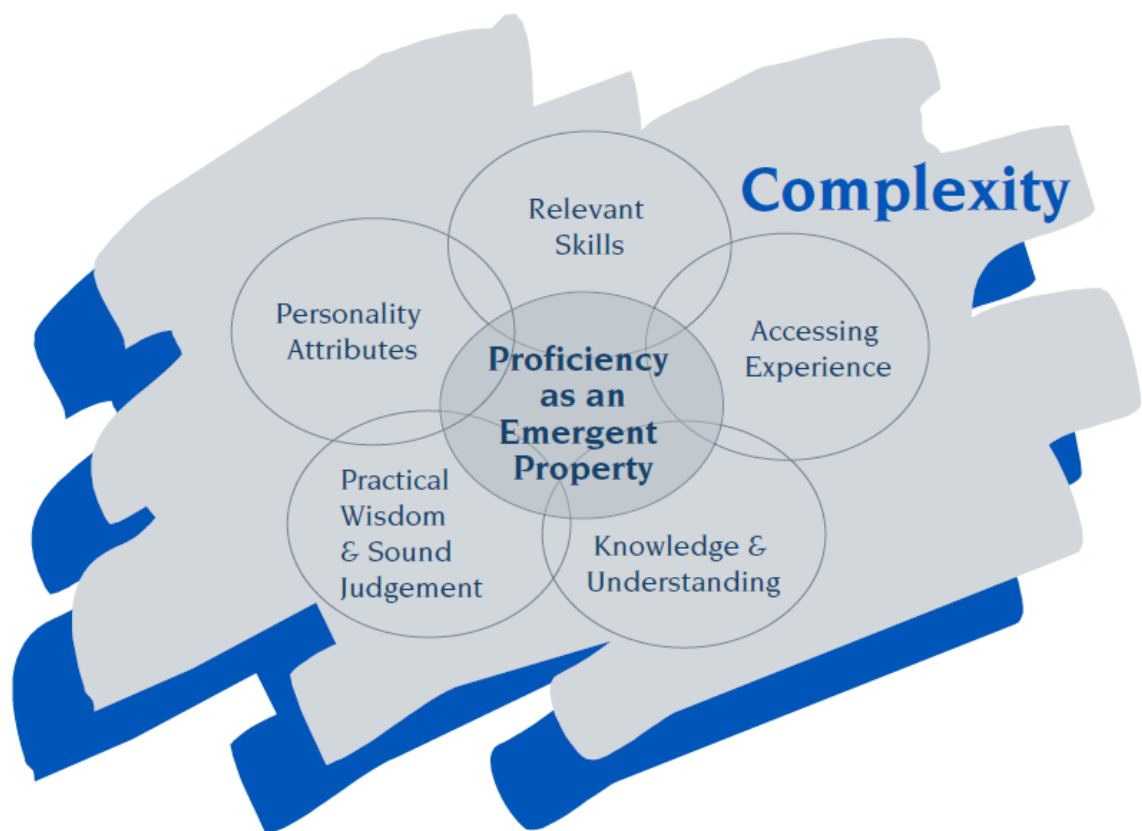 Complexity
Relevant
Skills
Personality
Attributes
Accessing
Experience
Proficiency
as an
Emergent
Property
Practical
Wisdom
& Sound
Judgement
Knowledge &
Understanding